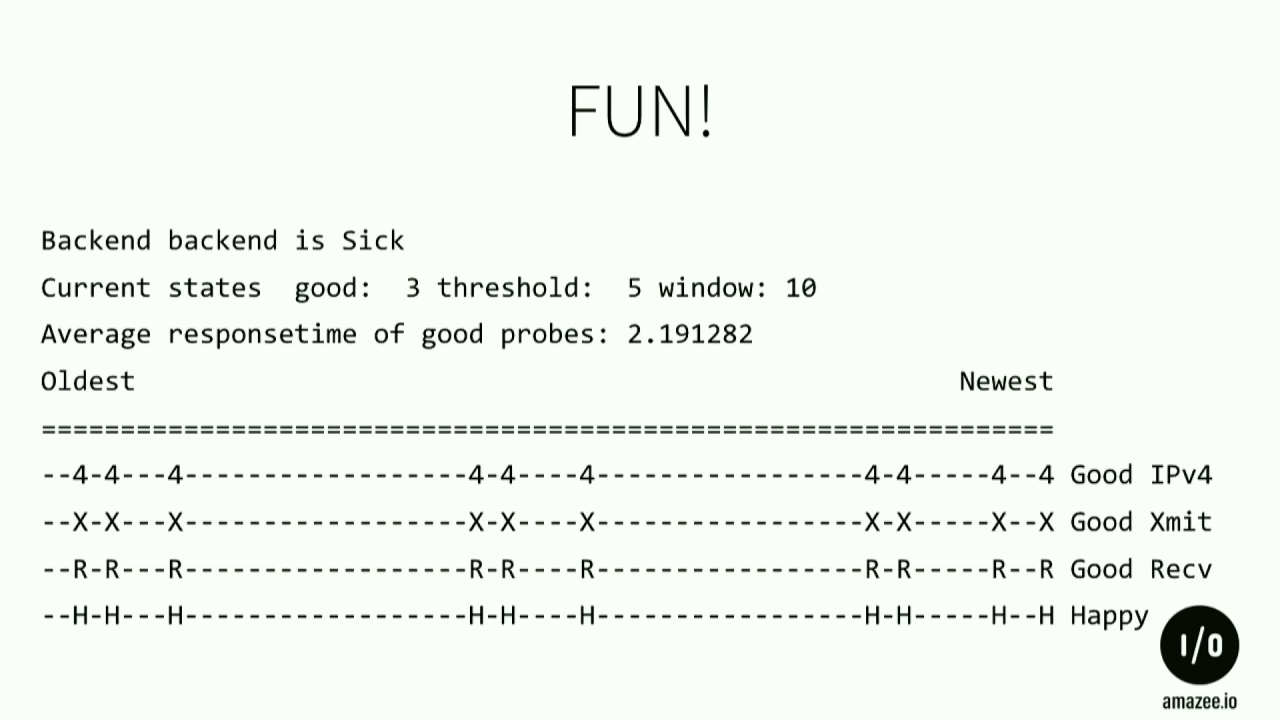 FUN!
Backend backend is Sick
Current states  good:  3 threshold:  5 window: 10
Average responsetime of good probes: 2.191282
Oldest                                                    Newest
================================================================
--4-4---4------------------4-4----4-----------------4-4-----4--4 Good IPv4
--X-X---X------------------X-X----X-----------------X-X-----X--X Good Xmit
--R-R---R------------------R-R----R-----------------R-R-----R--R Good Recv
--H-H---H------------------H-H----H-----------------H-H-----H--H Happy
I/O
amazee.io